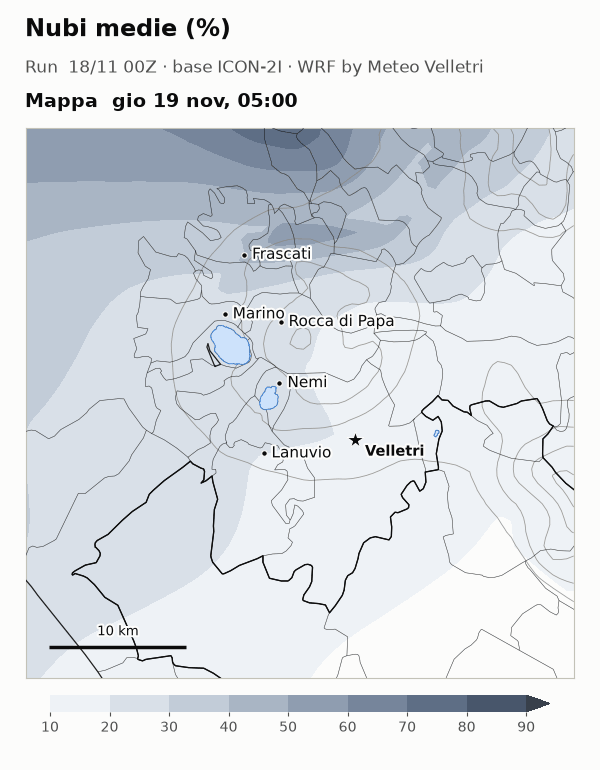 Nubi medie (%)
Run  18/11 00Z · base ICON-2I · WRF by Meteo Velletri
Mappa  gio 19 nov, 05:00
Frascati
Marino
Rocca di Papa
Nemi
Velletri
Lanuvio
10 km
10 20 30 40 50 60 70 80 90